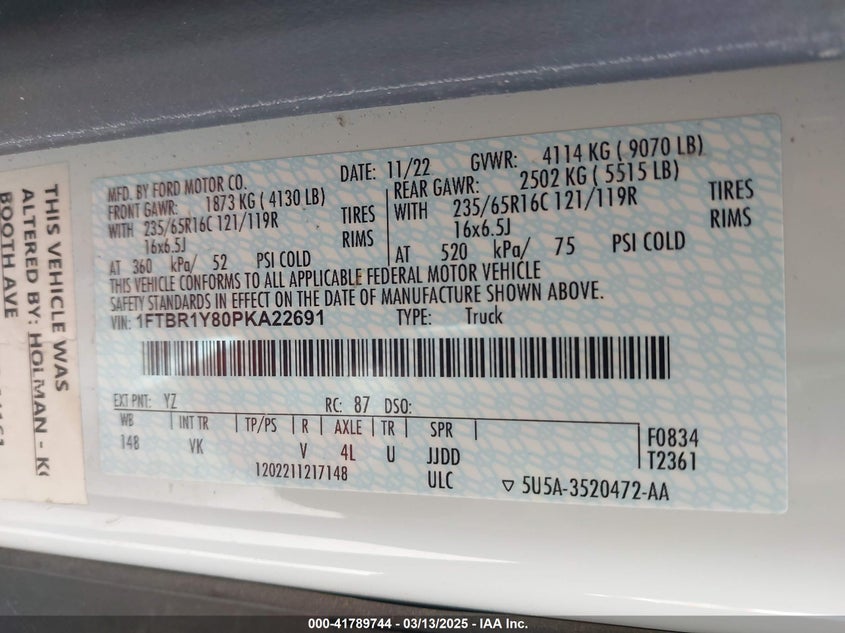 THIS VEHICLE WAS
ALTERED BY: HOLMAN -
BOOTH AVE
MFD. BY FORD MOTOR CO.
DATE: 11/22 GVWR: 4114 KG ( 9070 LB)
FRONT GAWR: 1873 KG ( 4130 LB)
WITH 235/65R16C 121/119R TIRES
16x6.5J RIMS
AT 360 kPa/ 52 PSI COLD
REAR GAWR: 2502 KG ( 5515 LB)
WITH 235/65R16C 121/119R TIRES
16x6.5J RIMS
AT 520 kPa/ 75 PSI COLD
THIS VEHICLE CONFORMS TO ALL APPLICABLE FEDERAL MOTOR VEHICLE
SAFETY STANDARDS IN EFFECT ON THE DATE OF MANUFACTURE SHOWN ABOVE.
VIN: 1FTBR1Y80PKA22691 TYPE: Truck
EXT PNT: YZ RC: 87 DSO:
WB INT TR TP/PS R AXLE TR SPR
148 VK V 4L U JJDD
F0834
T2361
1202211217148 ULC
▽ 5U5A-3520472-AA
000-41789744 - 03/13/2025 - IAA Inc.